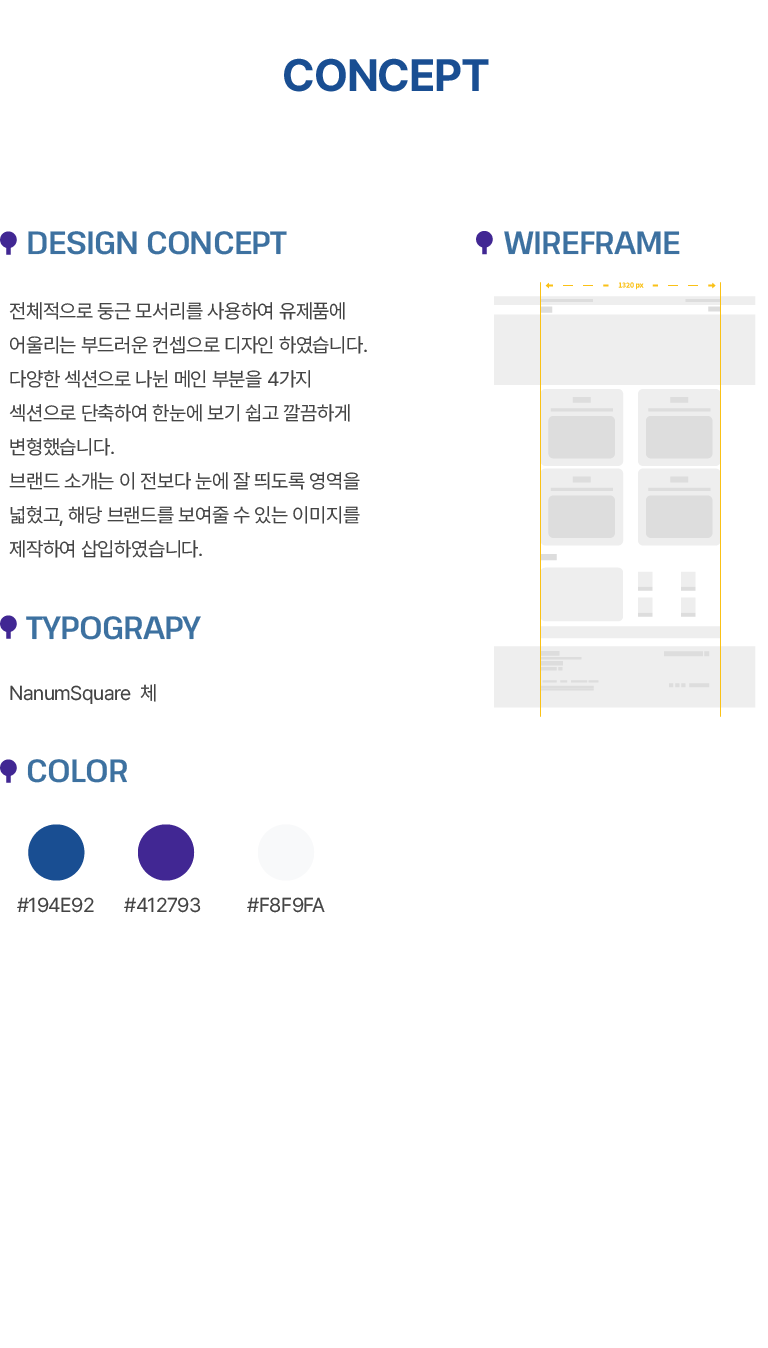 CONCEPT
DESIGN CONCEPT
전체적으로 둥근 모서리를 사용하여 유제품에
어울리는 부드러운 컨셉으로 디자인 하였습니다.
다양한 섹션으로 나뉜 메인 부분을 4가지
섹션으로 단축하여 한눈에 보기 쉽고 깔끔하게
변형했습니다.
브랜드 소개는 이 전보다 눈에 잘 띄도록 영역을
넓혔고, 해당 브랜드를 보여줄 수 있는 이미지를
제작하여 삽입하였습니다.
TYPOGRAPY
NanumSquare 체
COLOR
#194E92 #412793 #F8F9FA
WIREFRAME
1320 px